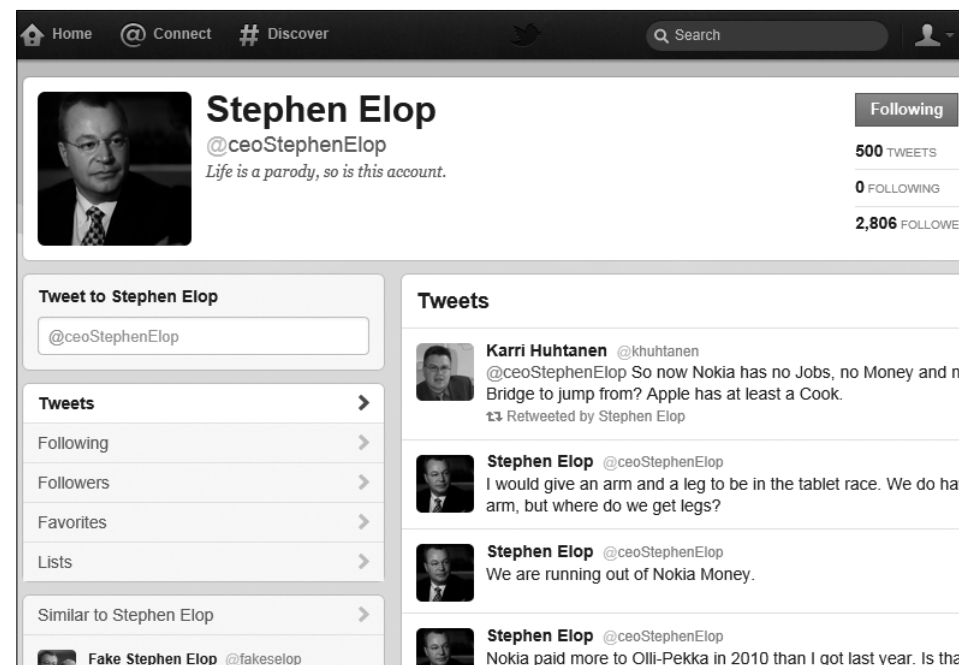 Home @ Connect # Discover Search
Stephen Elop
@ceoStephenElop
Life is a parody, so is this account.
Following
500 TWEETS
0 FOLLOWING
2,806 FOLLOWE
Tweet to Stephen Elop
@ceoStephenElop
Tweets
Following
Followers
Favorites
Lists
Similar to Stephen Elop
Fake Stephen Elop @fakeselop
Tweets
Karri Huhtanen @khuhtanen
@ceoStephenElop So now Nokia has no Jobs, no Money and n
Bridge to jump from? Apple has at least a Cook.
Retweeted by Stephen Elop
Stephen Elop @ceoStephenElop
I would give an arm and a leg to be in the tablet race. We do ha
arm, but where do we get legs?
Stephen Elop @ceoStephenElop
We are running out of Nokia Money.
Stephen Elop @ceoStephenElop
Nokia paid more to Olli-Pekka in 2010 than I got last year. Is tha